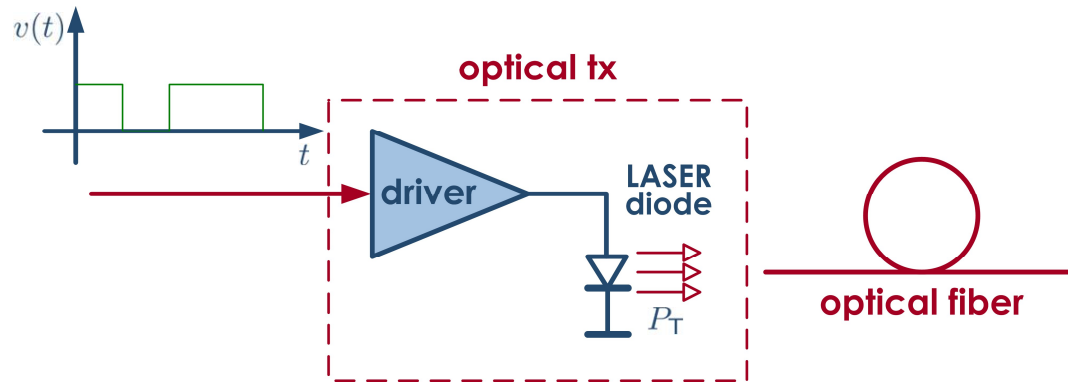 v(t)
optical tx
t
driver
LASER
diode
P_T
optical fiber